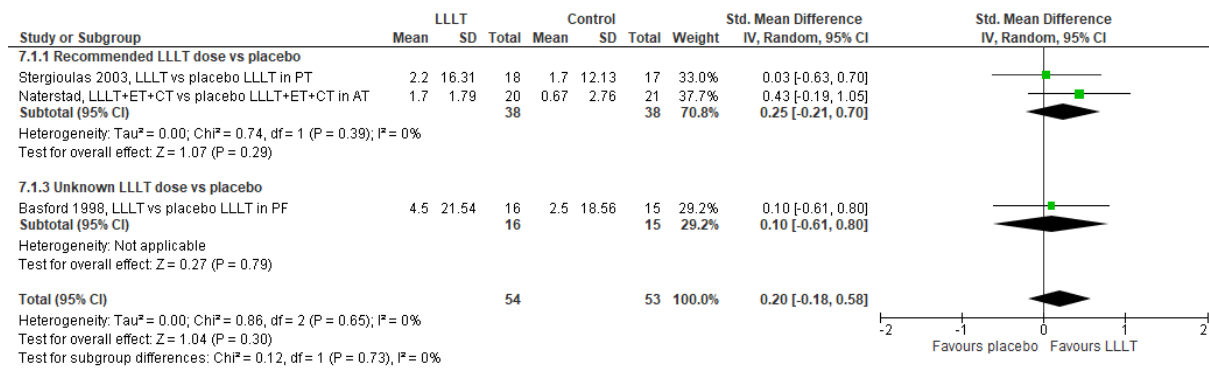 LLLT Control Std. Mean Difference Std. Mean Difference
Study or Subgroup Mean SD Total Mean SD Total Weight IV, Random, 95% CI IV, Random, 95% CI
7.1.1 Recommended LLLT dose vs placebo
Stergioulas 2003, LLLT vs placebo LLLT in PT 2.2 16.31 18 1.7 12.13 17 33.0% 0.03 [-0.63, 0.70]
Naterstad, LLLT+ET+CT vs placebo LLLT+ET+CT in AT 1.7 1.79 20 0.67 2.76 21 37.7% 0.43 [-0.19, 1.05]
Subtotal (95% CI) 38 38 70.8% 0.25 [-0.21, 0.70]
Heterogeneity: Tau² = 0.00; Chi² = 0.74, df = 1 (P = 0.39); I² = 0%
Test for overall effect: Z = 1.07 (P = 0.29)
7.1.3 Unknown LLLT dose vs placebo
Basford 1998, LLLT vs placebo LLLT in PF 4.5 21.54 16 2.5 18.56 15 29.2% 0.10 [-0.61, 0.80]
Subtotal (95% CI) 16 15 29.2% 0.10 [-0.61, 0.80]
Heterogeneity: Not applicable
Test for overall effect: Z = 0.27 (P = 0.79)
Total (95% CI) 54 53 100.0% 0.20 [-0.18, 0.58]
Heterogeneity: Tau² = 0.00; Chi² = 0.86, df = 2 (P = 0.65); I² = 0%
Test for overall effect: Z = 1.04 (P = 0.30)
Test for subgroup differences: Chi² = 0.12, df = 1 (P = 0.73), I² = 0%
-2 -1 0 1 2
Favours placebo Favours LLLT